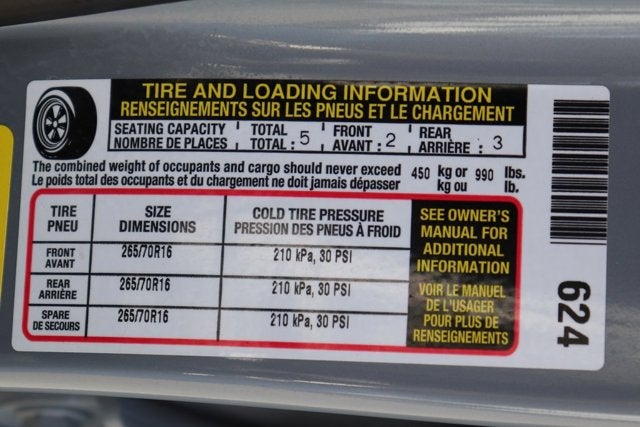 TIRE AND LOADING INFORMATION
RENSEIGNEMENTS SUR LES PNEUS ET LE CHARGEMENT
SEATING CAPACITY TOTAL FRONT REAR
NOMBRE DE PLACES TOTAL : 5 AVANT : 2 ARRIÈRE : 3
The combined weight of occupants and cargo should never exceed 450 kg or 990 lbs.
Le poids total des occupants et du chargement ne doit jamais dépasser kg ou lb.
TIRE SIZE COLD TIRE PRESSURE
PNEU DIMENSIONS PRESSION DES PNEUS À FROID
FRONT 265/70R16 210 kPa, 30 PSI
AVANT
REAR 265/70R16 210 kPa, 30 PSI
ARRIÈRE
SPARE 265/70R16 210 kPa, 30 PSI
DE SECOURS
SEE OWNER'S
MANUAL FOR
ADDITIONAL
INFORMATION
VOIR LE MANUEL
DE L'USAGER
POUR PLUS DE
RENSEIGNEMENTS
624